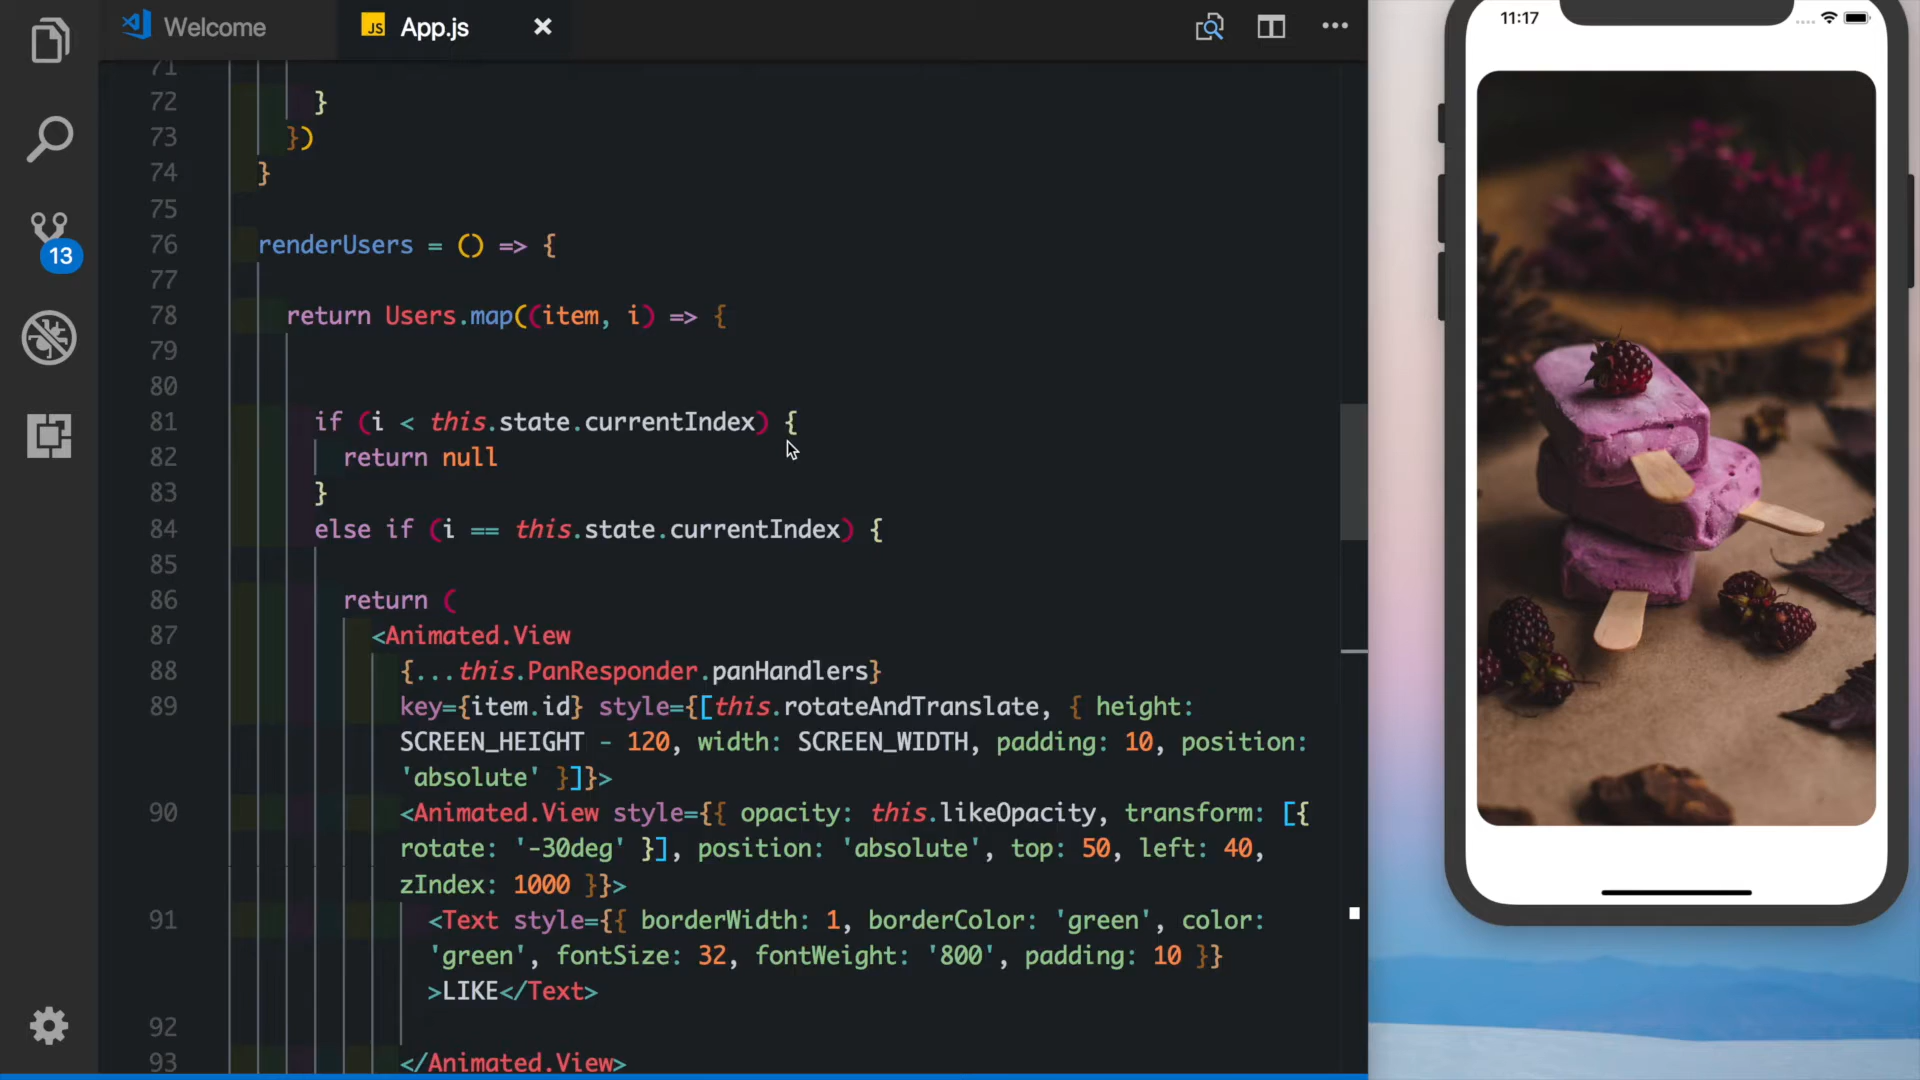 Welcome
JS App.js
11:17
13
71
72 }
73 })
74 }
75
76 renderUsers = () => {
77
78 return Users.map((item, i) => {
79
80
81 if (i < this.state.currentIndex) {
82 return null
83 }
84 else if (i == this.state.currentIndex) {
85
86 return (
87 <Animated.View
88 {...this.PanResponder.panHandlers}
89 key={item.id} style={[this.rotateAndTranslate, { height:
SCREEN_HEIGHT - 120, width: SCREEN_WIDTH, padding: 10, position:
'absolute' }]}>
90 <Animated.View style={{ opacity: this.likeOpacity, transform: [{
rotate: '-30deg' }], position: 'absolute', top: 50, left: 40,
zIndex: 1000 }}>
91 <Text style={{ borderWidth: 1, borderColor: 'green', color:
'green', fontSize: 32, fontWeight: '800', padding: 10 }}
>LIKE</Text>
92
93 </Animated.View>